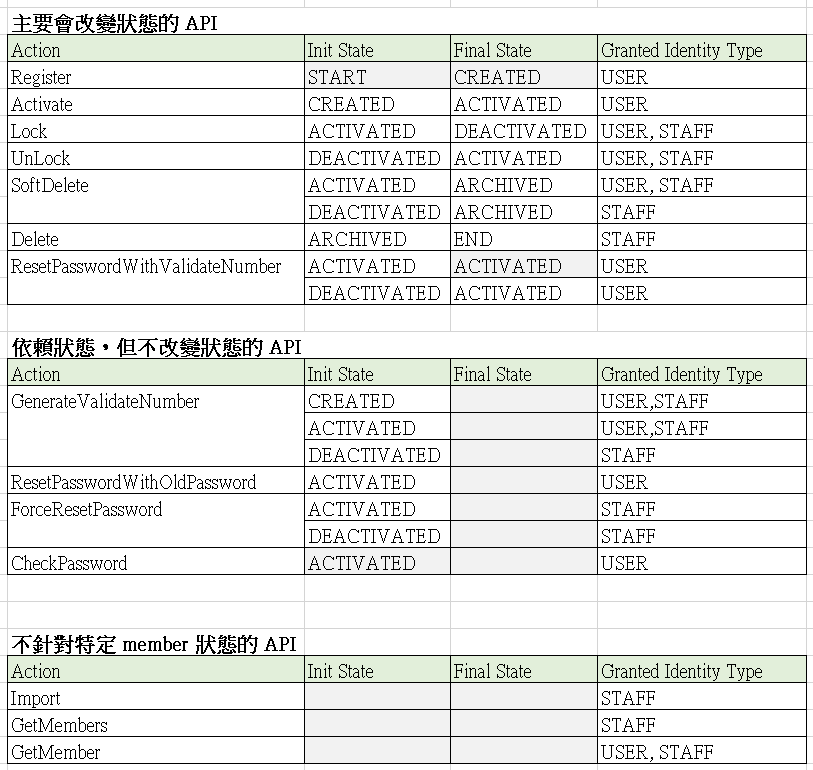 主要會改變狀態的 API
Action Init State Final State Granted Identity Type
Register START CREATED USER
Activate CREATED ACTIVATED USER
Lock ACTIVATED DEACTIVATED USER, STAFF
UnLock DEACTIVATED ACTIVATED USER, STAFF
SoftDelete ACTIVATED ARCHIVED USER, STAFF
DEACTIVATED ARCHIVED STAFF
Delete ARCHIVED END STAFF
ResetPasswordWithValidateNumber ACTIVATED ACTIVATED USER
DEACTIVATED ACTIVATED USER
依賴狀態，但不改變狀態的 API
Action Init State Final State Granted Identity Type
GenerateValidateNumber CREATED USER,STAFF
ACTIVATED USER,STAFF
DEACTIVATED STAFF
ResetPasswordWithOldPassword ACTIVATED USER
ForceResetPassword ACTIVATED STAFF
DEACTIVATED STAFF
CheckPassword ACTIVATED USER
不針對特定 member 狀態的 API
Action Init State Final State Granted Identity Type
Import STAFF
GetMembers STAFF
GetMember USER, STAFF